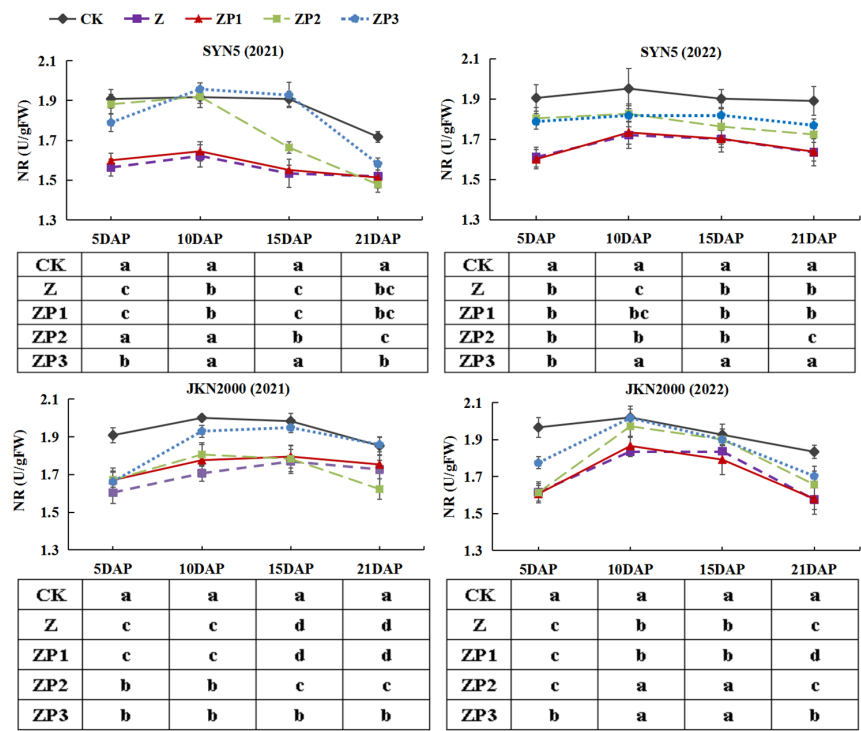 CK Z ZP1 ZP2 ZP3
SYN5 (2021)
NR (U/gFW)
2.1
1.9
1.7
1.5
1.3
5DAP 10DAP 15DAP 21DAP
CK a a a a
Z c b c bc
ZP1 c b c bc
ZP2 a a b c
ZP3 b a a b
SYN5 (2022)
NR (U/gFW)
2.1
1.9
1.7
1.5
1.3
5DAP 10DAP 15DAP 21DAP
CK a a a a
Z b c b b
ZP1 b bc b b
ZP2 b b b c
ZP3 b a a a
JKN2000 (2021)
NR (U/gFW)
2.1
1.9
1.7
1.5
1.3
5DAP 10DAP 15DAP 21DAP
CK a a a a
Z c c d d
ZP1 c c d d
ZP2 b b c c
ZP3 b b b b
JKN2000 (2022)
NR (U/gFW)
2.1
1.9
1.7
1.5
1.3
5DAP 10DAP 15DAP 21DAP
CK a a a a
Z c b b c
ZP1 c b b d
ZP2 c a a c
ZP3 b a a b